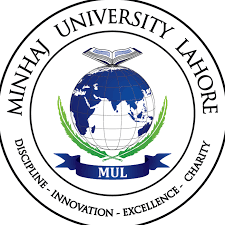 MINHAJ UNIVERSITY LAHORE
MUL
DISCIPLINE - INNOVATION - EXCELLENCE - CHARITY